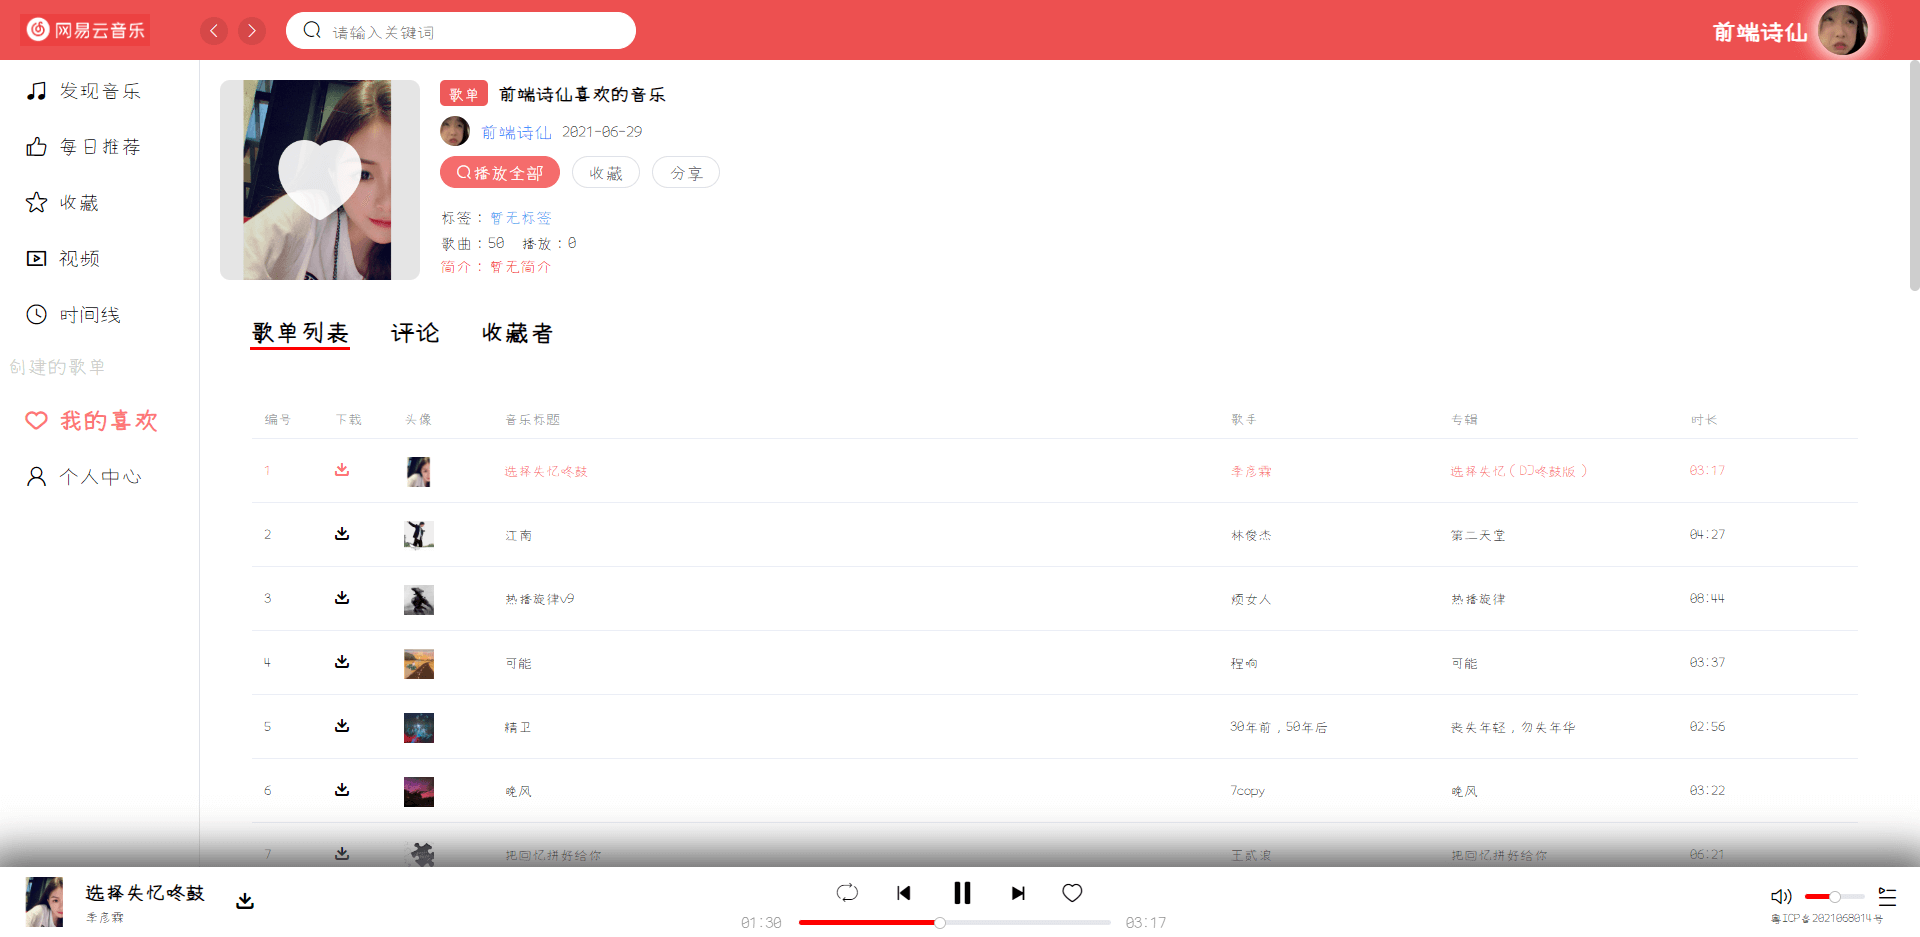 网易云音乐
请输入关键词
前端诗仙
发现音乐
每日推荐
收藏
视频
时间线
创建的歌单
我的喜欢
个人中心
歌单 前端诗仙喜欢的音乐
前端诗仙 2021-06-29
播放全部 收藏 分享
标签：暂无标签
歌曲：50 播放：0
简介：暂无简介
歌单列表 评论 收藏者
编号 下载 头像 音乐标题 歌手 专辑 时长
1 选择失忆咚鼓 季彦霖 选择失忆（DJ咚鼓版） 03:17
2 江南 林俊杰 第二天堂 04:27
3 热播旋律v9 烦女人 热播旋律 08:44
4 可能 程响 可能 03:37
5 精卫 30年前，50年后 丧失年轻，勿失年华 02:56
6 晚风 7copy 晚风 03:22
7 把回忆拼好给你 王贰浪 把回忆拼好给你 06:21
选择失忆咚鼓
季彦霖
01:30 03:17
粤ICP备2021068014号